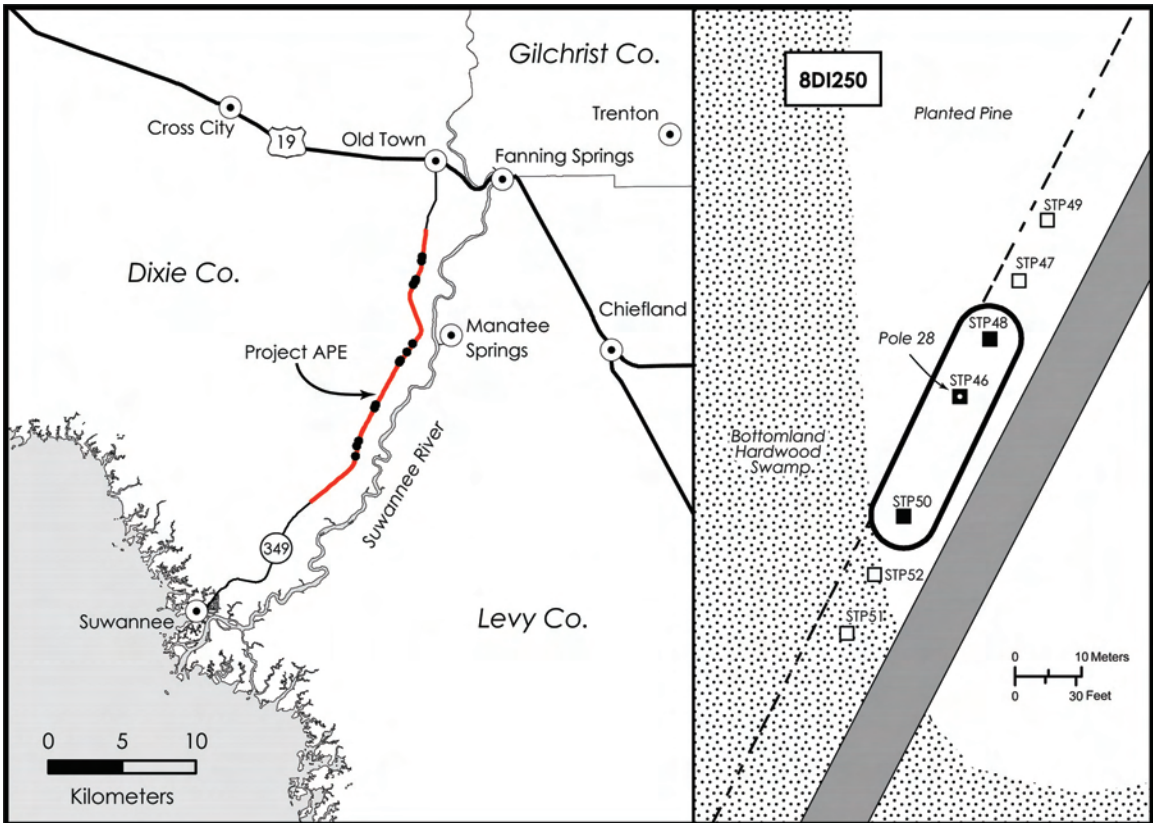 Gilchrist Co.
Trenton
Cross City
19
Old Town
Fanning Springs
Dixie Co.
Chiefland
Manatee
Springs
Project APE
Suwannee River
349
Suwannee
Levy Co.
0 5 10
Kilometers
8DI250
Planted Pine
STP49
STP47
STP48
Pole 28
STP46
Bottomland
Hardwood
Swamp
STP50
STP52
STP51
0 10 Meters
0 30 Feet